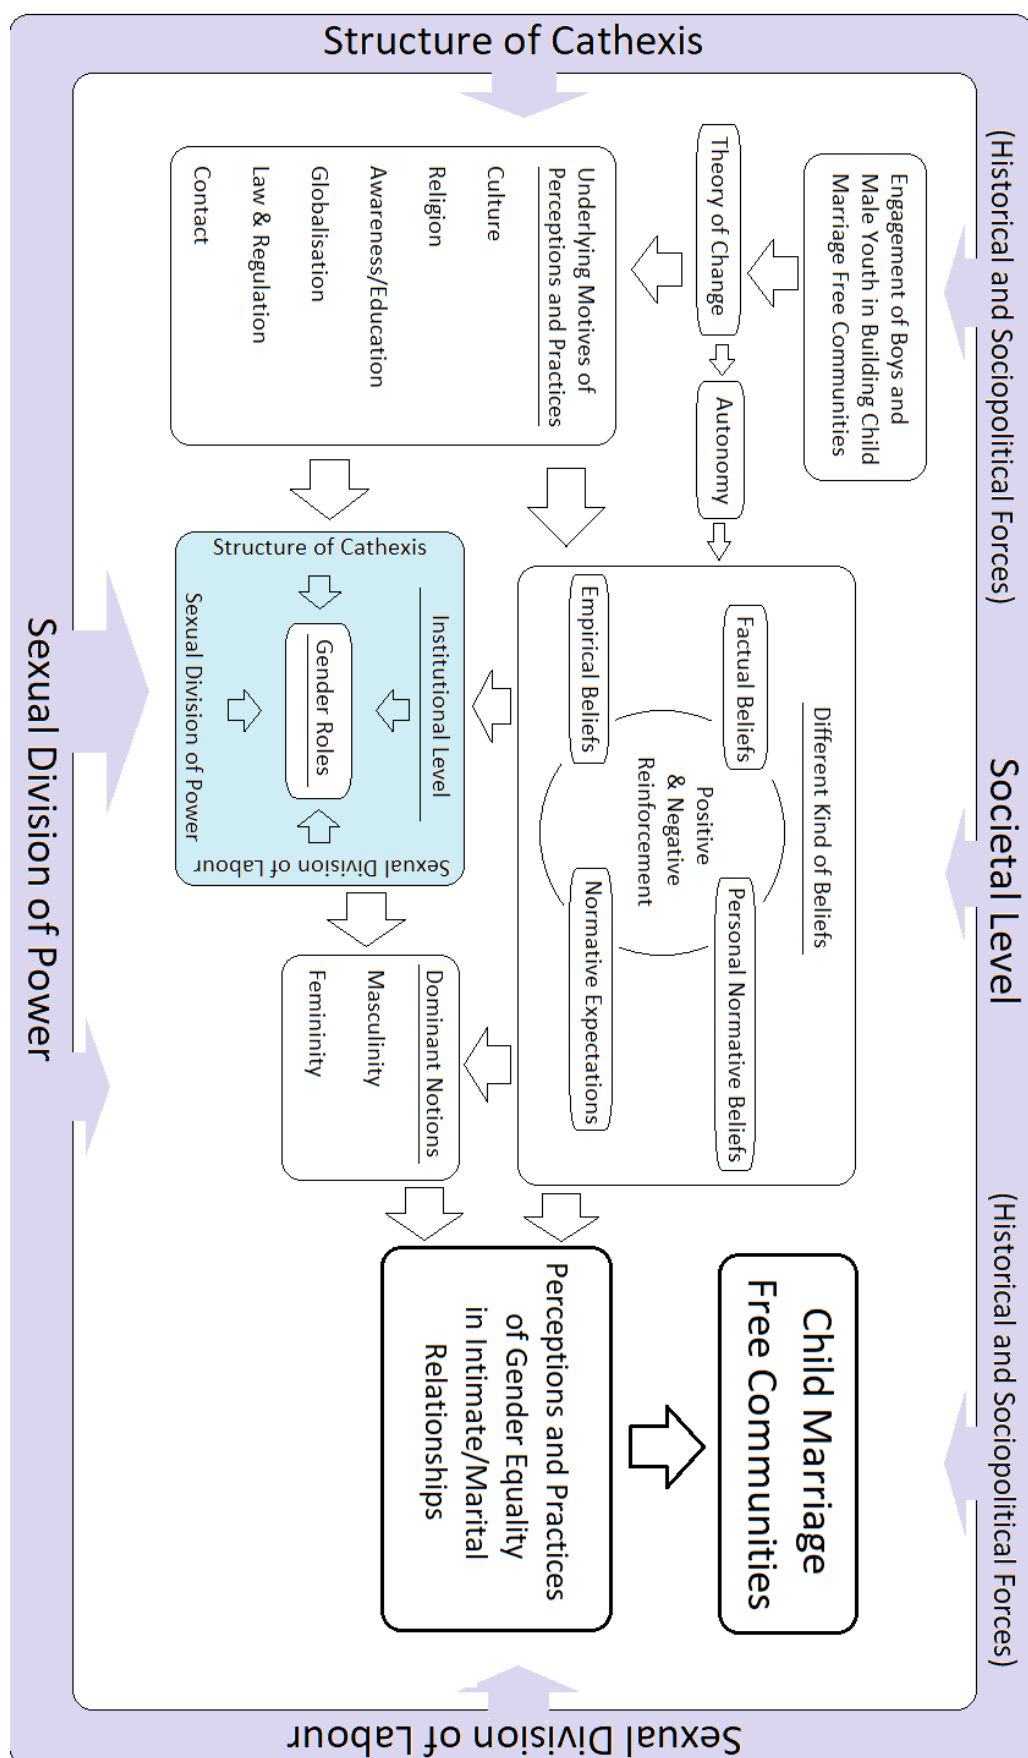 (Historical and Sociopolitical Forces)
Societal Level
(Historical and Sociopolitical Forces)
Structure of Cathexis
Engagement of Boys and
Male Youth in Building Child
Marriage Free Communities
Theory of Change
Autonomy
Underlying Motives of
Perceptions and Practices
Culture
Religion
Awareness/Education
Globalisation
Law & Regulation
Contact
Different Kind of Beliefs
Factual Beliefs
Personal Normative Beliefs
Positive
& Negative
Reinforcement
Empirical Beliefs
Normative Expectations
Institutional Level
Structure of Cathexis
Gender Roles
Sexual Division of Labour
Sexual Division of Power
Dominant Notions
Masculinity
Femininity
Child Marriage
Free Communities
Perceptions and Practices
of Gender Equality
in Intimate/Marital
Relationships
Sexual Division of Labour
Sexual Division of Power